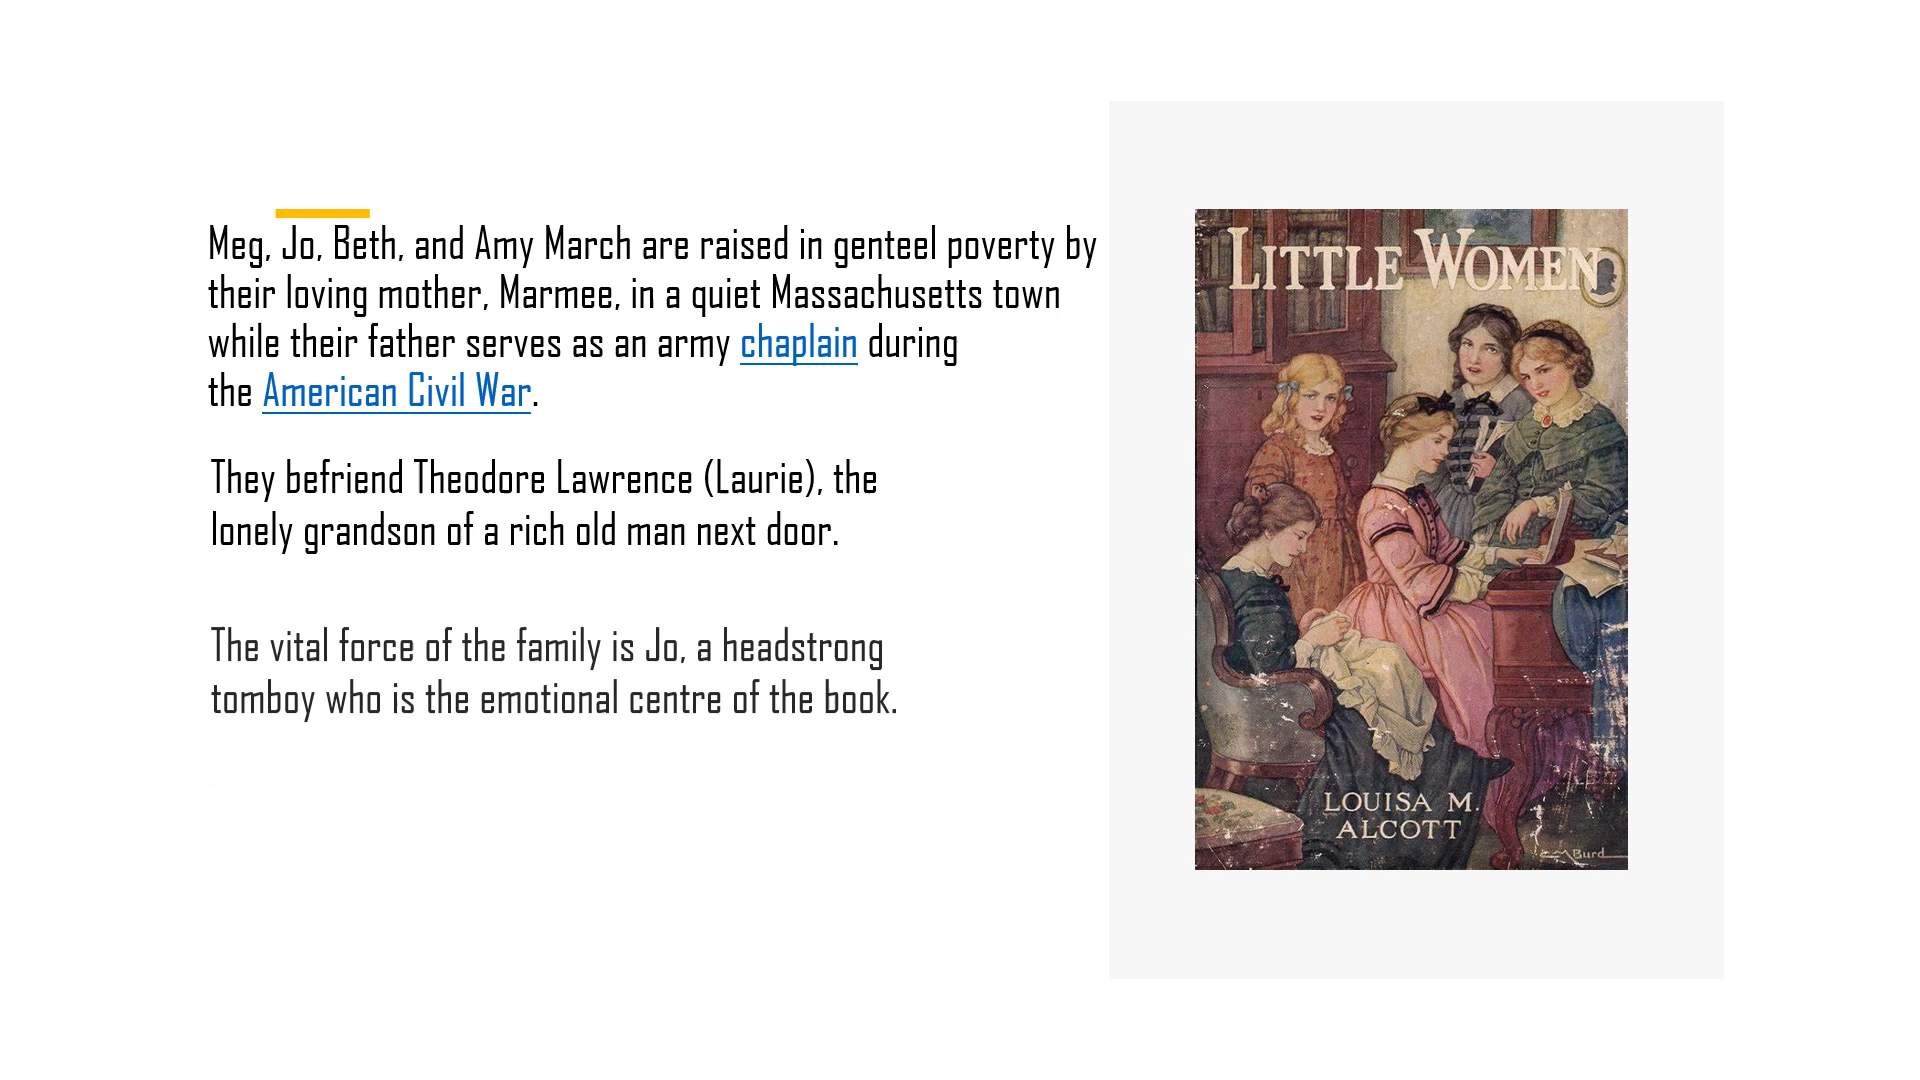 Meg, Jo, Beth, and Amy March are raised in genteel poverty by
their loving mother, Marmee, in a quiet Massachusetts town
while their father serves as an army chaplain during
the American Civil War.
They befriend Theodore Lawrence (Laurie), the
lonely grandson of a rich old man next door.
The vital force of the family is Jo, a headstrong
tomboy who is the emotional centre of the book.
LITTLE WOMEN
LOUISA M.
ALCOTT
Burd